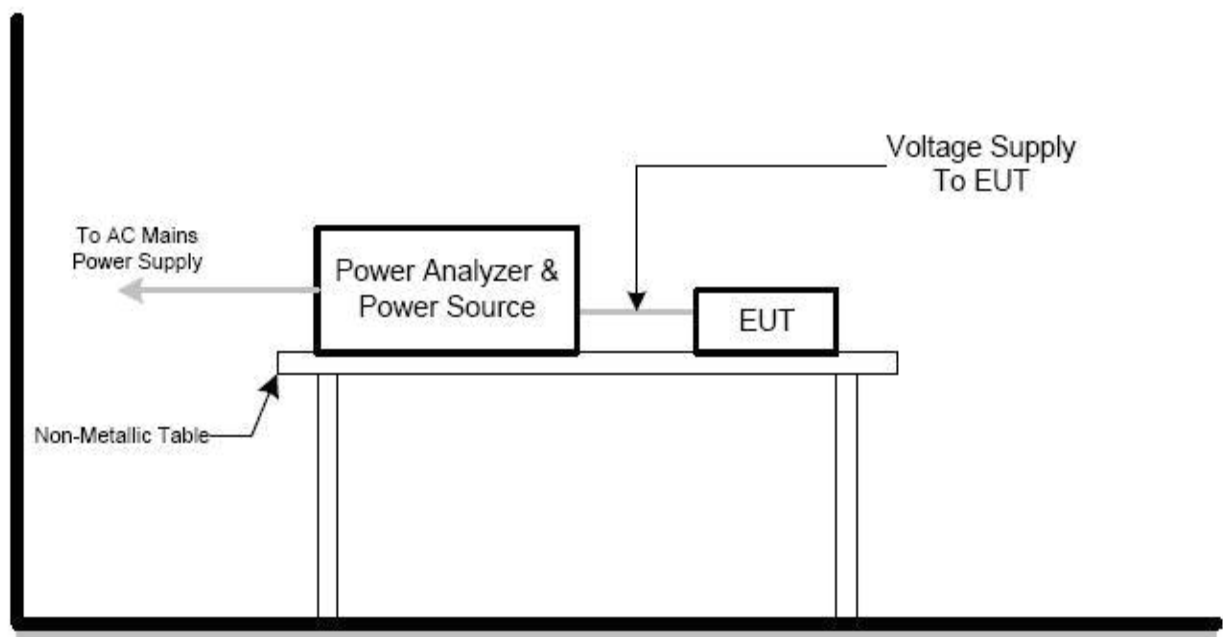 Voltage Supply
To EUT
To AC Mains
Power Supply
Power Analyzer &
Power Source
EUT
Non-Metallic Table